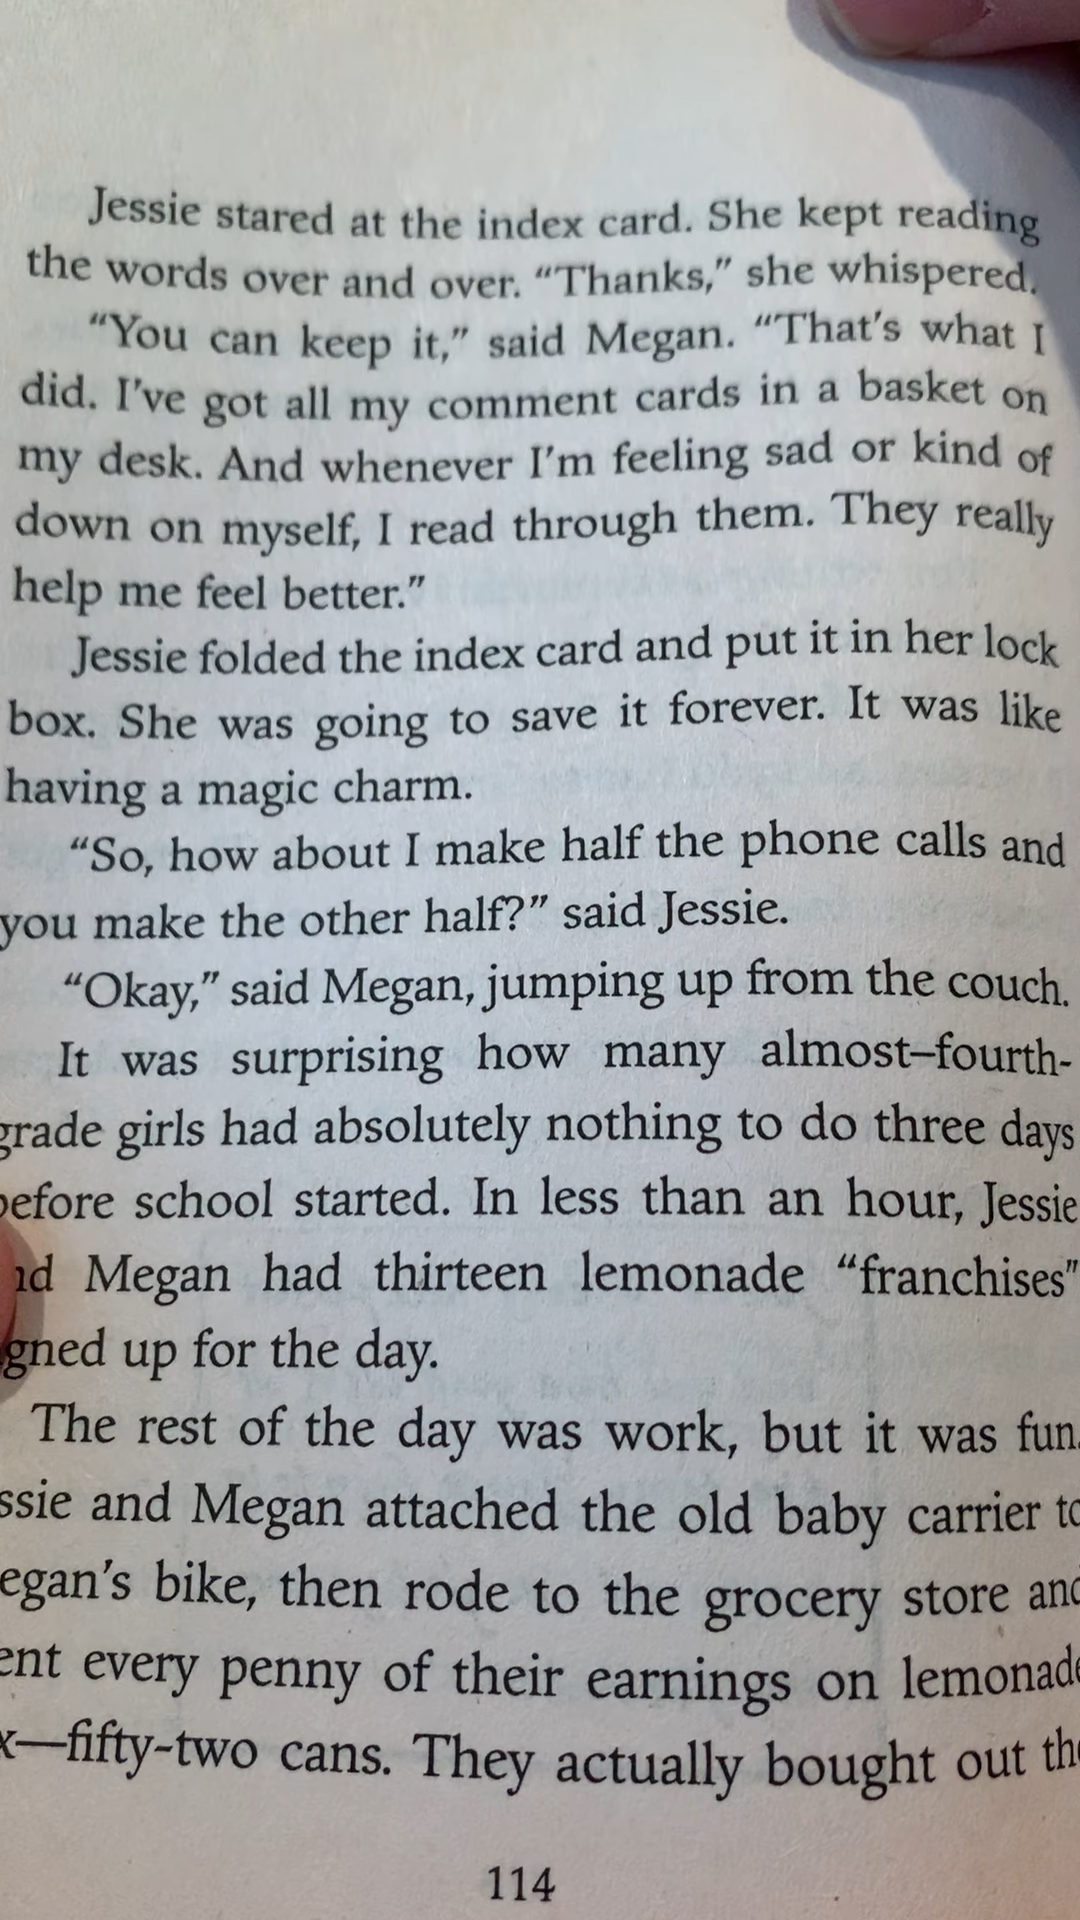 Jessie stared at the index card. She kept reading
the words over and over. “Thanks,” she whispered.
“You can keep it,” said Megan. “That’s what I
did. I’ve got all my comment cards in a basket on
my desk. And whenever I’m feeling sad or kind of
down on myself, I read through them. They really
help me feel better.”
Jessie folded the index card and put it in her lock
box. She was going to save it forever. It was like
having a magic charm.
“So, how about I make half the phone calls and
you make the other half?” said Jessie.
“Okay,” said Megan, jumping up from the couch.
It was surprising how many almost–fourth-
grade girls had absolutely nothing to do three days
before school started. In less than an hour, Jessie
nd Megan had thirteen lemonade “franchises”
gned up for the day.
The rest of the day was work, but it was fun.
ssie and Megan attached the old baby carrier to
egan’s bike, then rode to the grocery store and
ent every penny of their earnings on lemonade
x—fifty-two cans. They actually bought out the
114